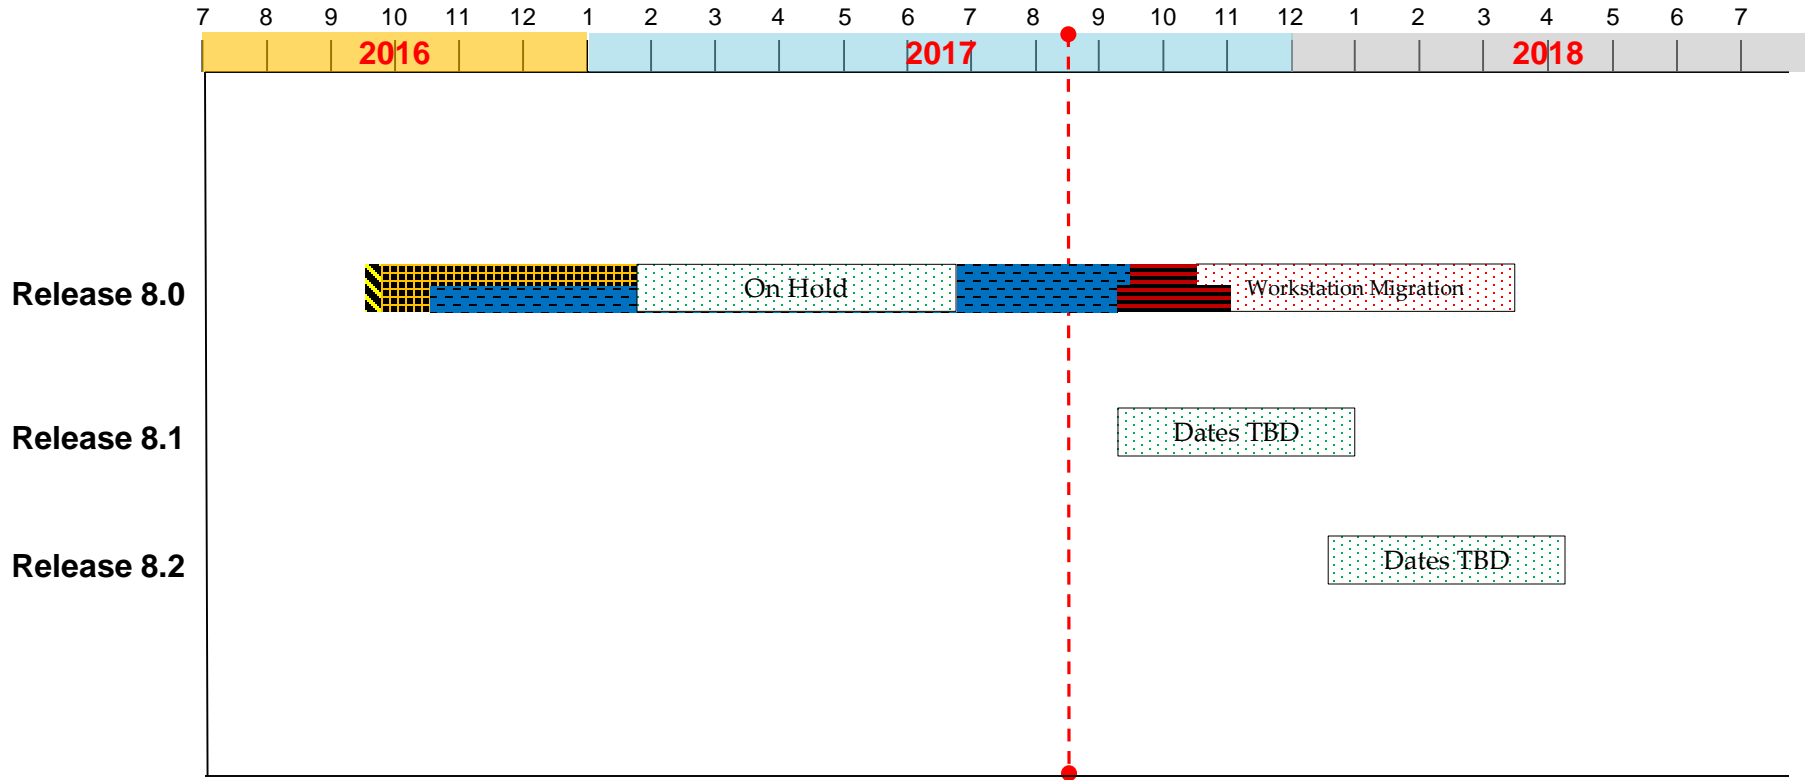 7 8 9 10 11 12 1 2 3 4 5 6 7 8 9 10 11 12 1 2 3 4 5 6 7
2016 2017 2018
Release 8.0 On Hold Workstation Migration
Release 8.1 Dates TBD
Release 8.2 Dates TBD